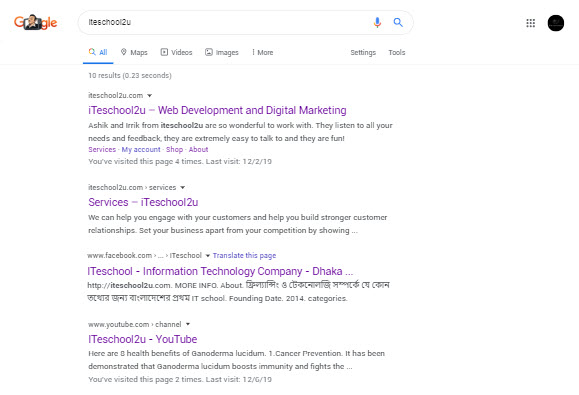 Google
iteschool2u
All Maps Videos Images More Settings Tools
10 results (0.23 seconds)
iteschool2u.com
iTeschool2u – Web Development and Digital Marketing
Ashik and Irrik from iteschool2u are so wonderful to work with. They listen to all your
needs and feedback, they are extremely easy to talk to and they are fun!
Services · My account · Shop · About
You've visited this page 4 times. Last visit: 12/2/19
iteschool2u.com › services
Services – iTeschool2u
We can help you engage with your customers and help you build stronger customer
relationships. Set your business apart from your competition by showing ...
www.facebook.com › ... › ITeschool Translate this page
ITeschool - Information Technology Company - Dhaka ...
http://iteschool2u.com. MORE INFO. About. ফ্রিল্যান্সিং ও টেকনোলজি সম্পর্কে যে কোন
তথ্যের জন্য বাংলাদেশের প্রথম IT school. Founding Date. 2014. categories.
www.youtube.com › channel
ITeschool2u - YouTube
Here are 8 health benefits of Ganoderma lucidum. 1.Cancer Prevention. It has been
demonstrated that Ganoderma lucidum boosts immunity and fights the ...
You've visited this page 2 times. Last visit: 12/6/19